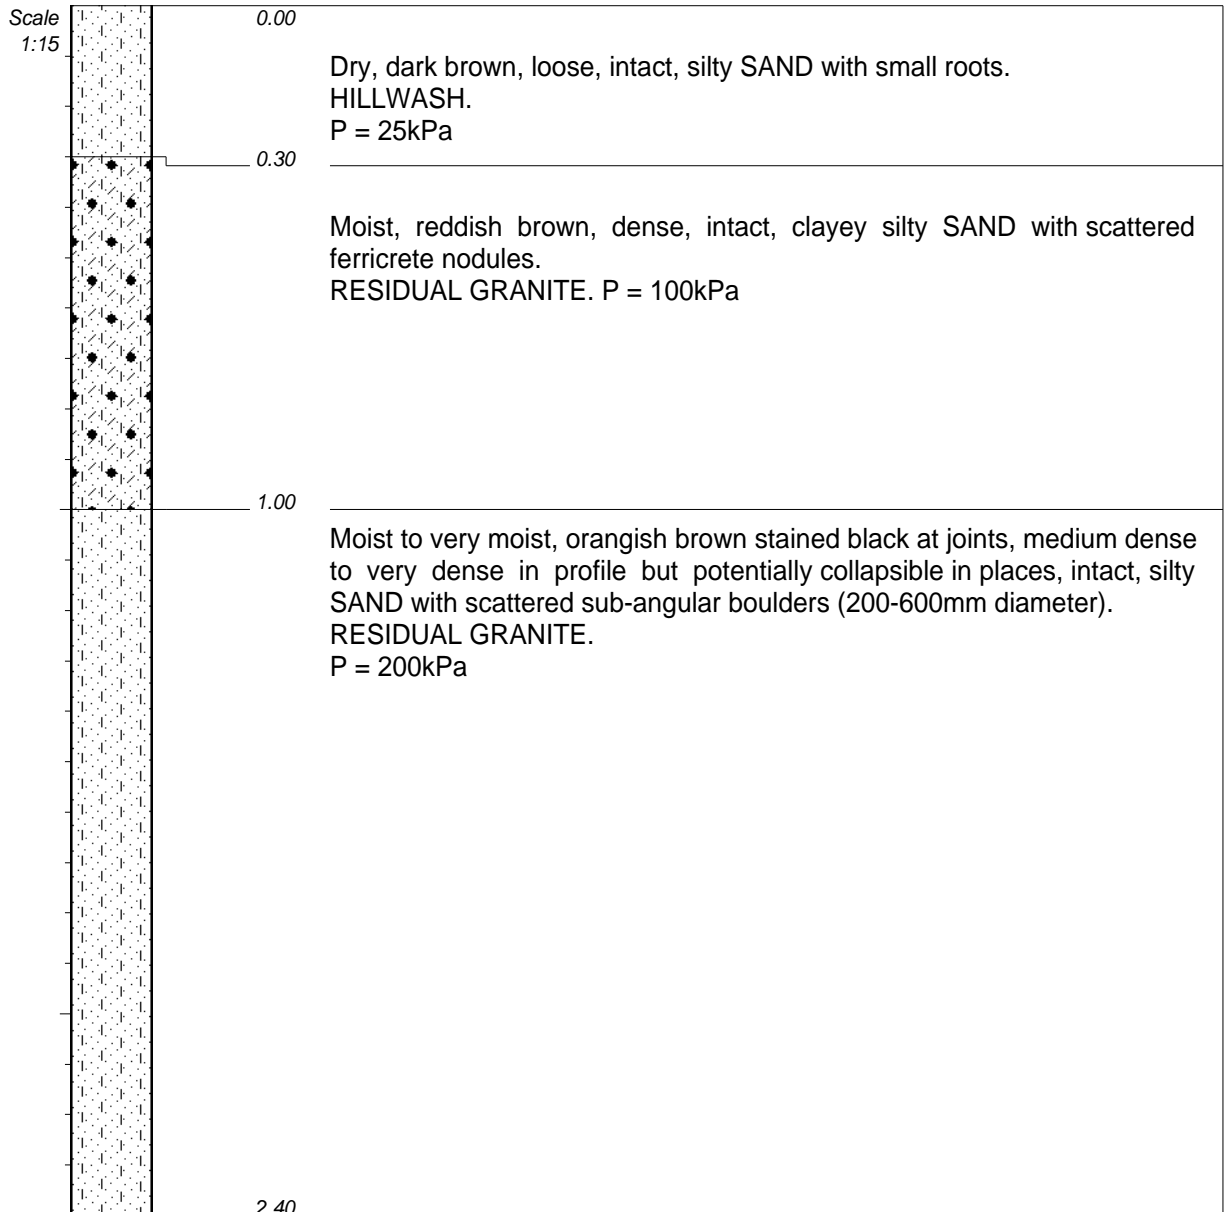 Scale
1:15
0.00
Dry, dark brown, loose, intact, silty SAND with small roots.
HILLWASH.
P = 25kPa
0.30
Moist, reddish brown, dense, intact, clayey silty SAND with scattered
ferricrete nodules.
RESIDUAL GRANITE. P = 100kPa
1.00
Moist to very moist, orangish brown stained black at joints, medium dense
to very dense in profile but potentially collapsible in places, intact, silty
SAND with scattered sub-angular boulders (200-600mm diameter).
RESIDUAL GRANITE.
P = 200kPa
2.40